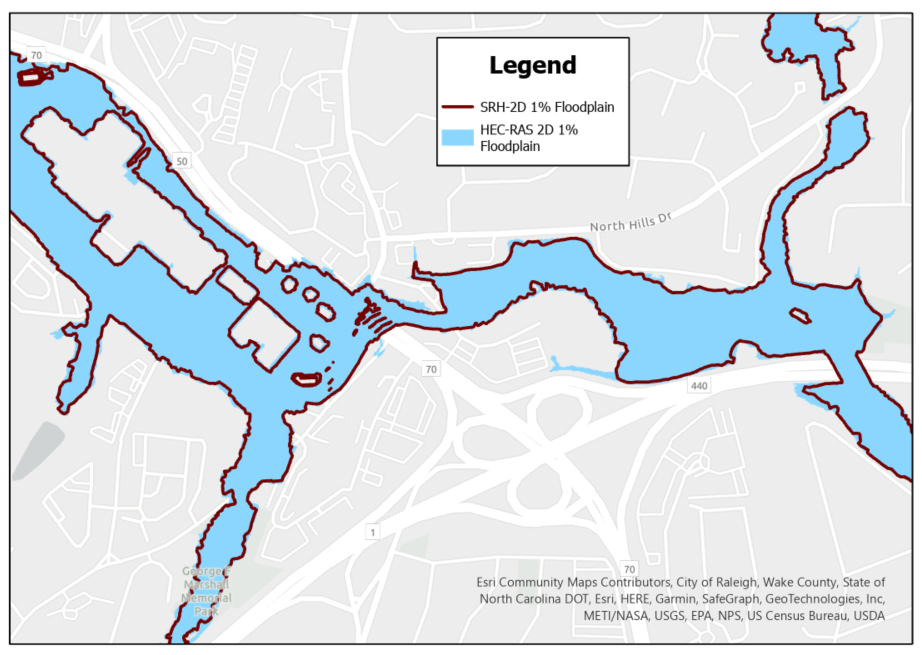 Legend
SRH-2D 1% Floodplain
HEC-RAS 2D 1%
Floodplain
70
50
North Hills Dr
70
440
1
70
George E
Marshall
Memorial
Park
Esri Community Maps Contributors, City of Raleigh, Wake County, State of
North Carolina DOT, Esri, HERE, Garmin, SafeGraph, GeoTechnologies, Inc,
METI/NASA, USGS, EPA, NPS, US Census Bureau, USDA